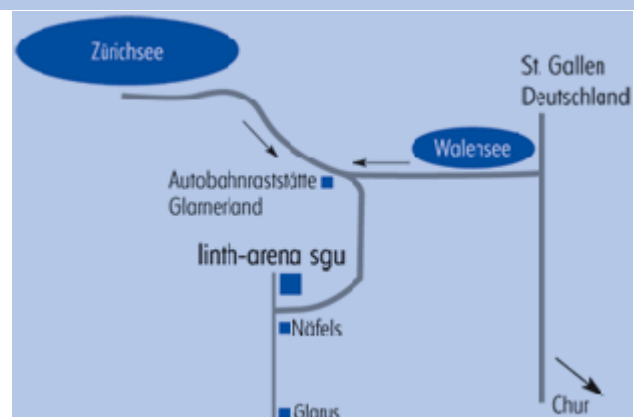 Zürichsee
St. Gallen
Deutschland
Walensee
Autobahnraststätte
Glarnerland
linth-arena sgu
Näfels
Glarus
Chur